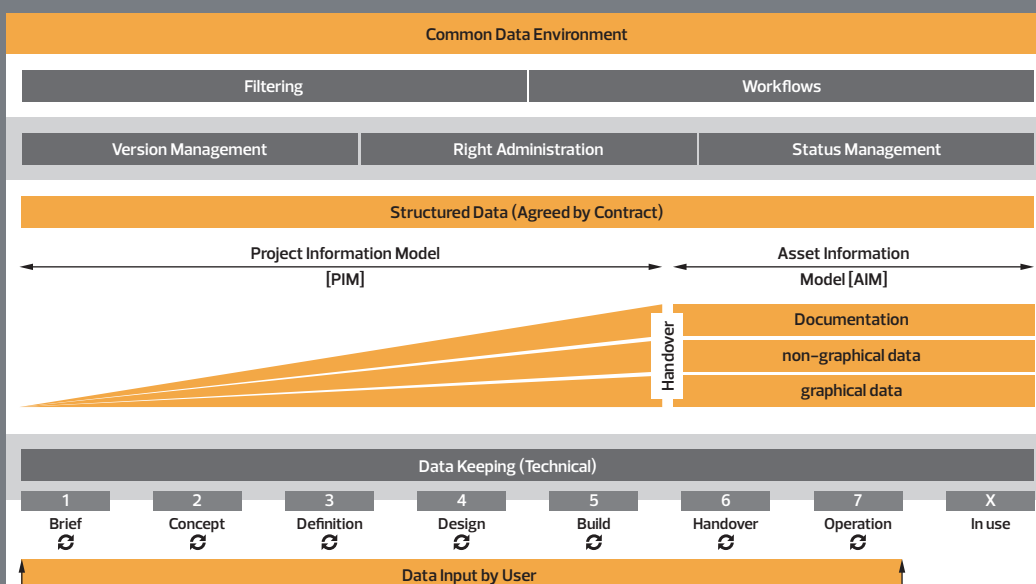 Common Data Environment
Filtering
Workflows
Version Management
Right Administration
Status Management
Structured Data (Agreed by Contract)
Project Information Model
[PIM]
Asset Information
Model [AIM]
Handover
Documentation
non-graphical data
graphical data
Data Keeping (Technical)
1
2
3
4
5
6
7
X
Brief
Concept
Definition
Design
Build
Handover
Operation
In use
Data Input by User